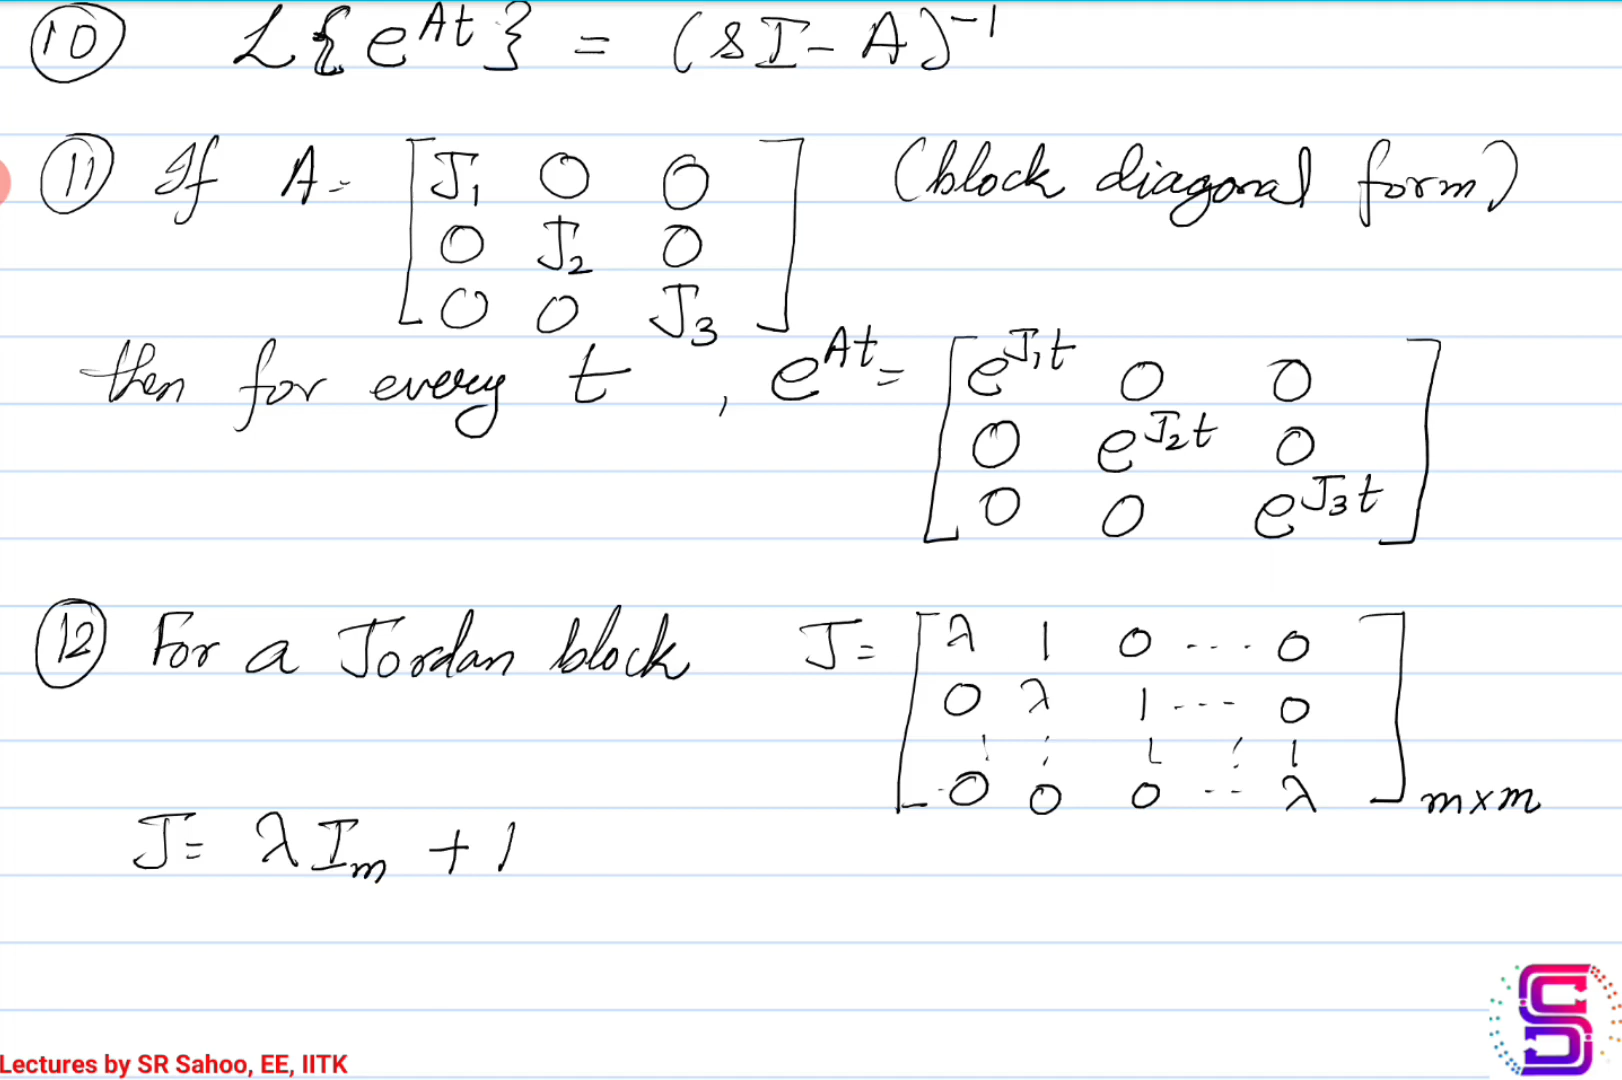 (10) L{e^{At}} = (sI - A)^{-1}
(11) If A = [J₁ 0 0 (block diagonal form)
0 J₂ 0
0 0 J₃]
then for every t , e^{At} = [e^{J₁t} 0 0
0 e^{J₂t} 0
0 0 e^{J₃t}]
(12) For a Jordan block J = [λ 1 0 ---- 0
0 λ 1 --- 0
⋮ ⋮ ⋮ ⋮ ⋮
0 0 0 -- λ] m×m
J = λ I_m + 1
Lectures by SR Sahoo, EE, IITK